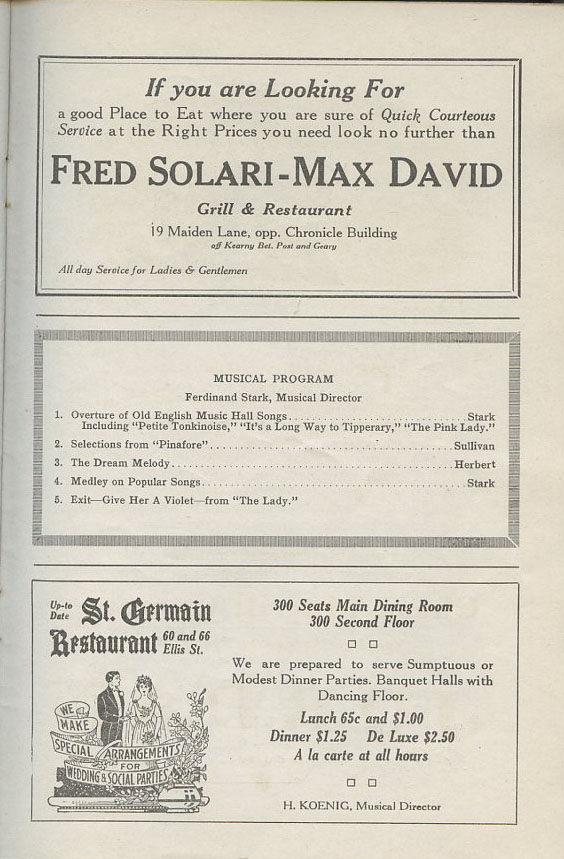 If you are Looking For
a good Place to Eat where you are sure of Quick Courteous
Service at the Right Prices you need look no further than
FRED SOLARI-MAX DAVID
Grill & Restaurant
19 Maiden Lane, opp. Chronicle Building
off Kearny Bet. Post and Geary
All day Service for Ladies & Gentlemen
MUSICAL PROGRAM
Ferdinand Stark, Musical Director
1. Overture of Old English Music Hall Songs.......................................Stark
Including "Petite Tonkinoise," "It's a Long Way to Tipperary," "The Pink Lady."
2. Selections from "Pinafore".......................................Sullivan
3. The Dream Melody.......................................Herbert
4. Medley on Popular Songs.......................................Stark
5. Exit—Give Her A Violet—from "The Lady."
Up-to Date St. Germain
Restaurant 60 and 66 Ellis St.
WE MAKE
SPECIAL ARRANGEMENTS
FOR
WEDDING & SOCIAL PARTIES
300 Seats Main Dining Room
300 Second Floor
We are prepared to serve Sumptuous or
Modest Dinner Parties. Banquet Halls with
Dancing Floor.
Lunch 65c and $1.00
Dinner $1.25 De Luxe $2.50
A la carte at all hours
H. KOENIG, Musical Director